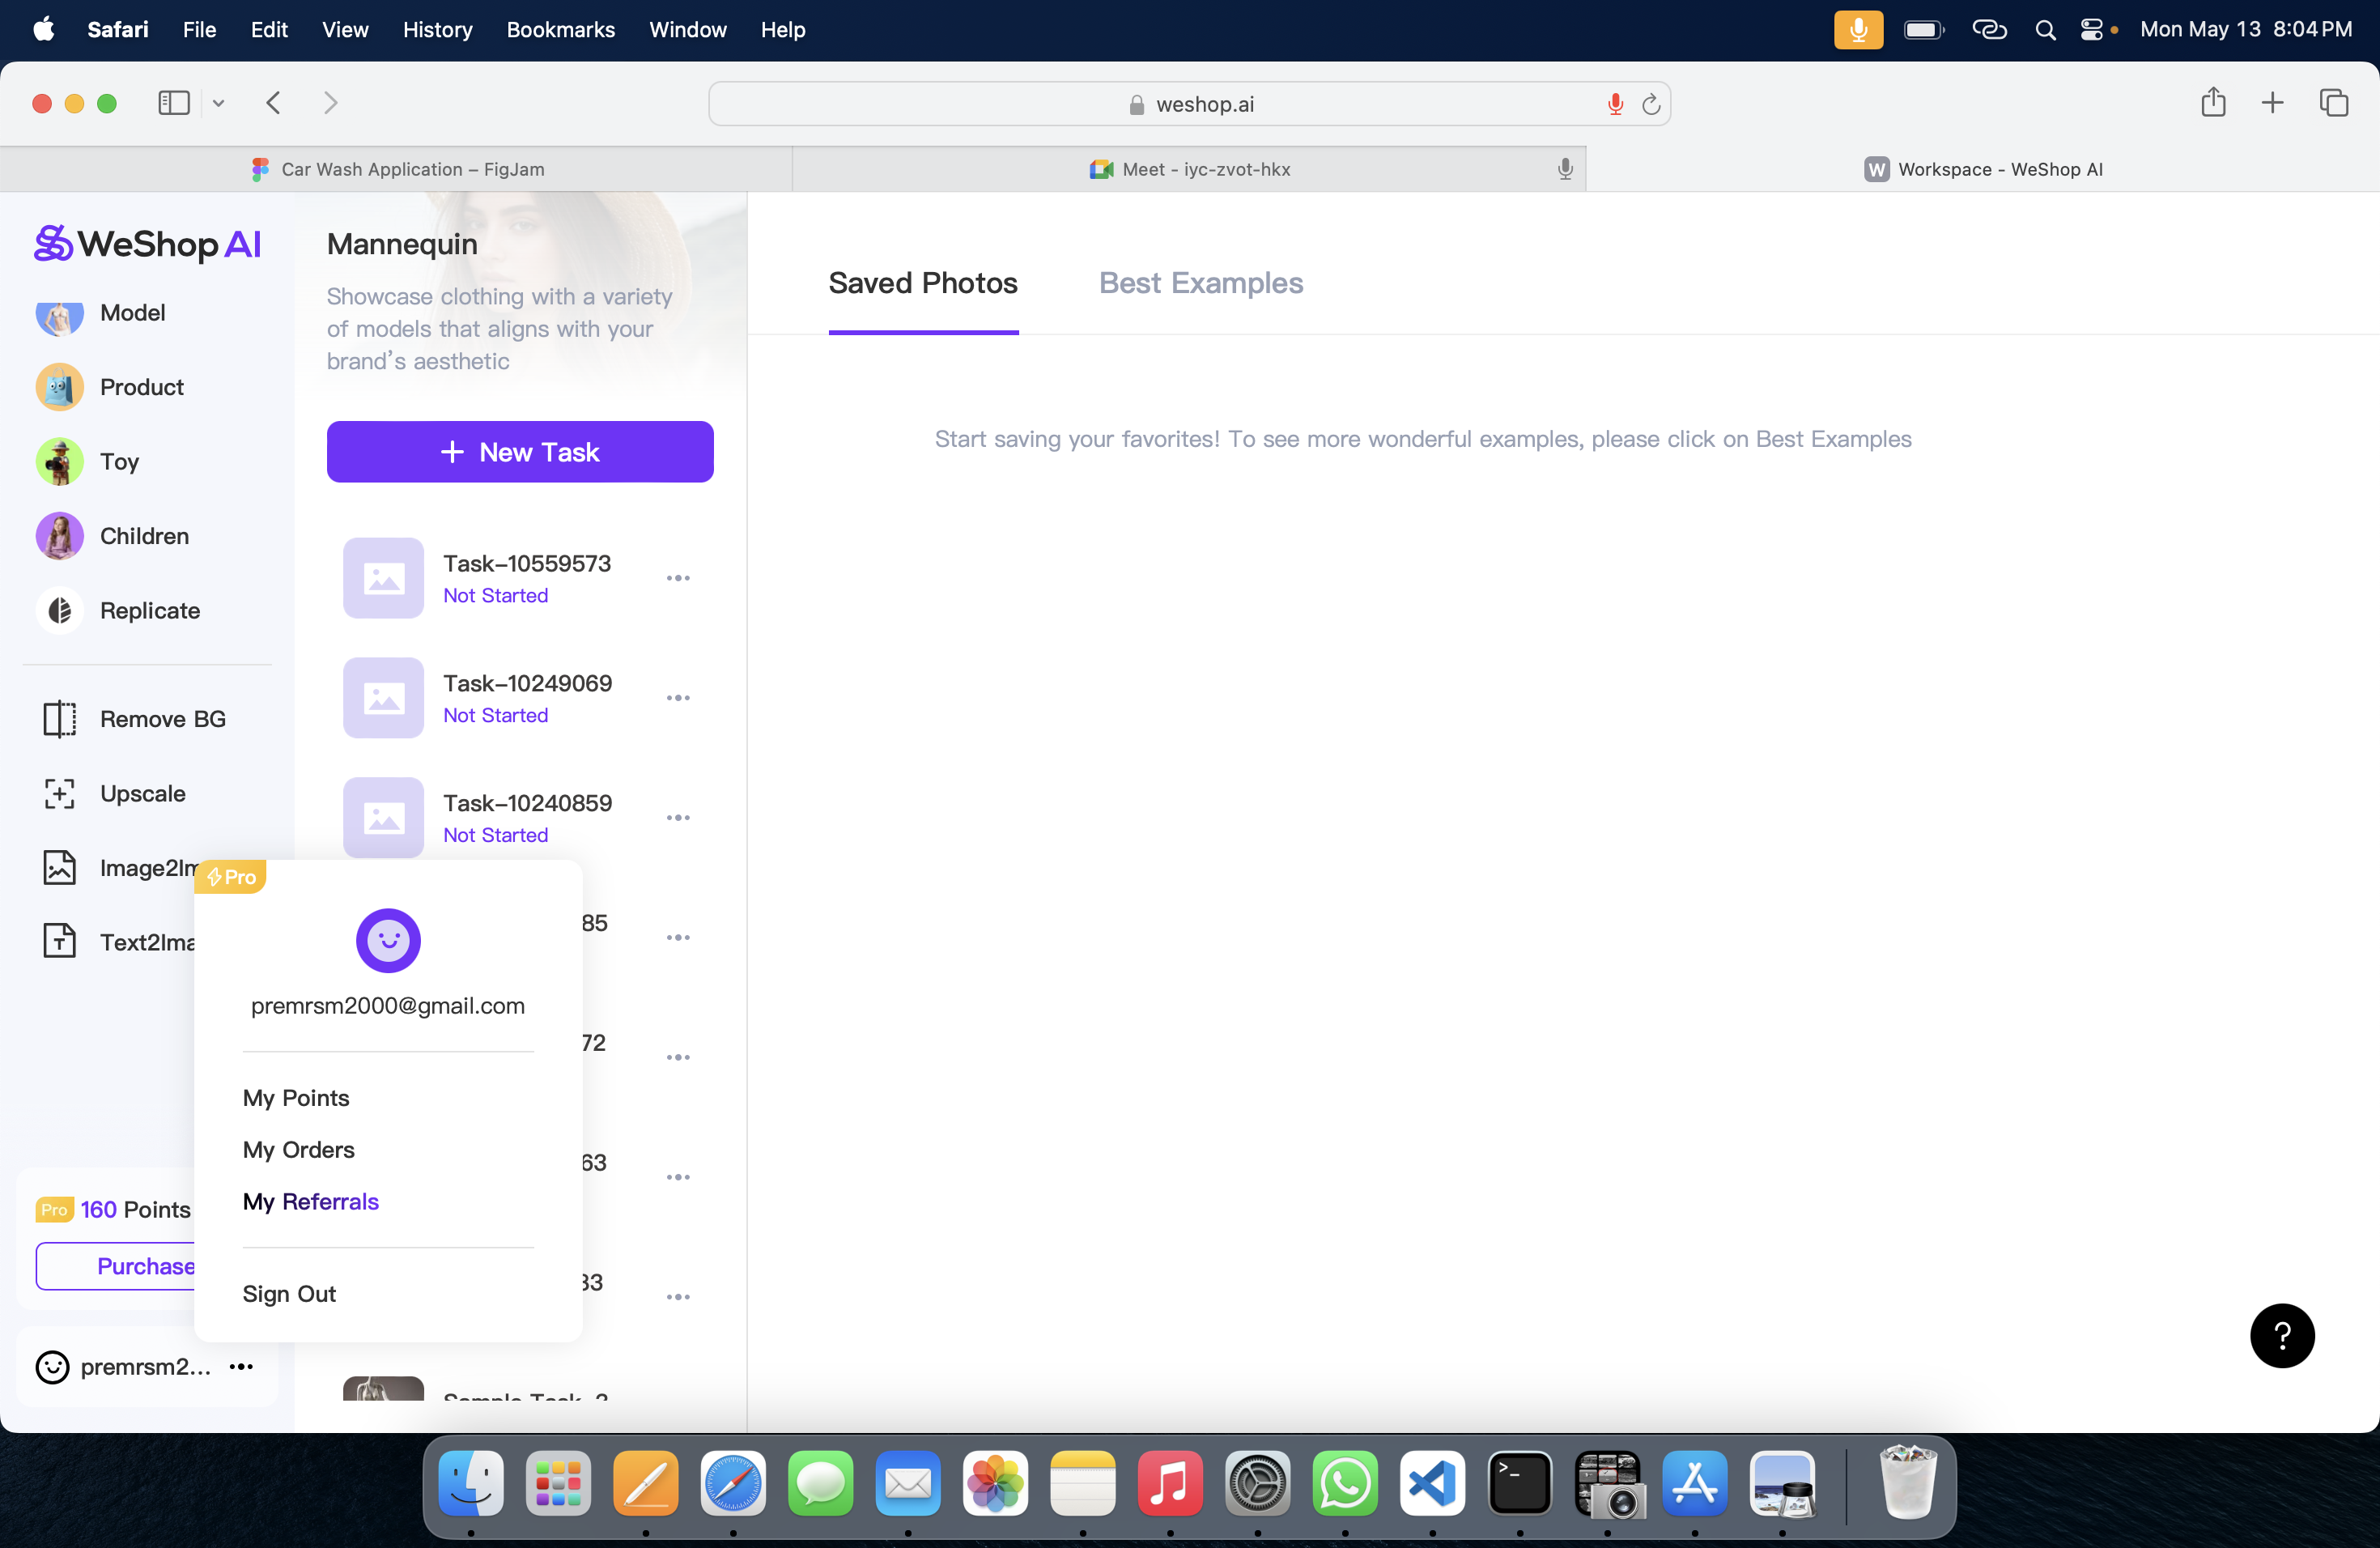 Safari File Edit View History Bookmarks Window Help Mon May 13 8:04 PM
weshop.ai
Car Wash Application – FigJam
Meet - iyc-zvot-hkx
W Workspace - WeShop AI
WeShop AI
Model
Product
Toy
Children
Replicate
Remove BG
Upscale
Image2Im
Text2Ima
Pro 160 Points
Purchase
premrsm2...
Mannequin
Showcase clothing with a variety
of models that aligns with your
brand's aesthetic
+ New Task
Task-10559573
Not Started
Task-10249069
Not Started
Task-10240859
Not Started
85
72
63
33
Sample Task-2
Pro
premrsm2000@gmail.com
My Points
My Orders
My Referrals
Sign Out
Saved Photos
Best Examples
Start saving your favorites! To see more wonderful examples, please click on Best Examples
?